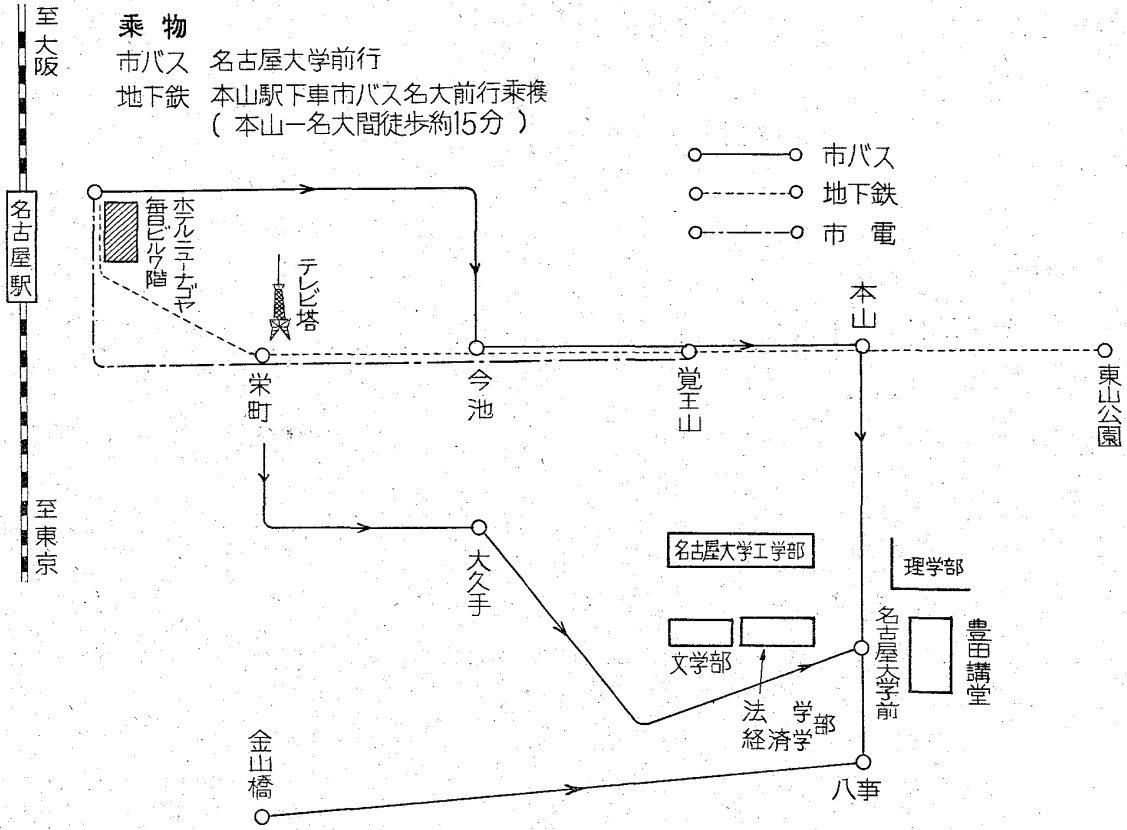 至大阪
乗物
市バス 名古屋大学前行
地下鉄 本山駅下車市バス名大前行乗換
( 本山ー名大間徒歩約15分 )
市バス
地下鉄
市電
名古屋駅
ホテルニューナゴヤ
毎日ビル7階
テレビ塔
栄町
今池
覚王山
本山
東山公園
至東京
大久手
名古屋大学工学部
理学部
文学部
法学部
経済学部
名古屋大学前
豊田講堂
金山橋
八事